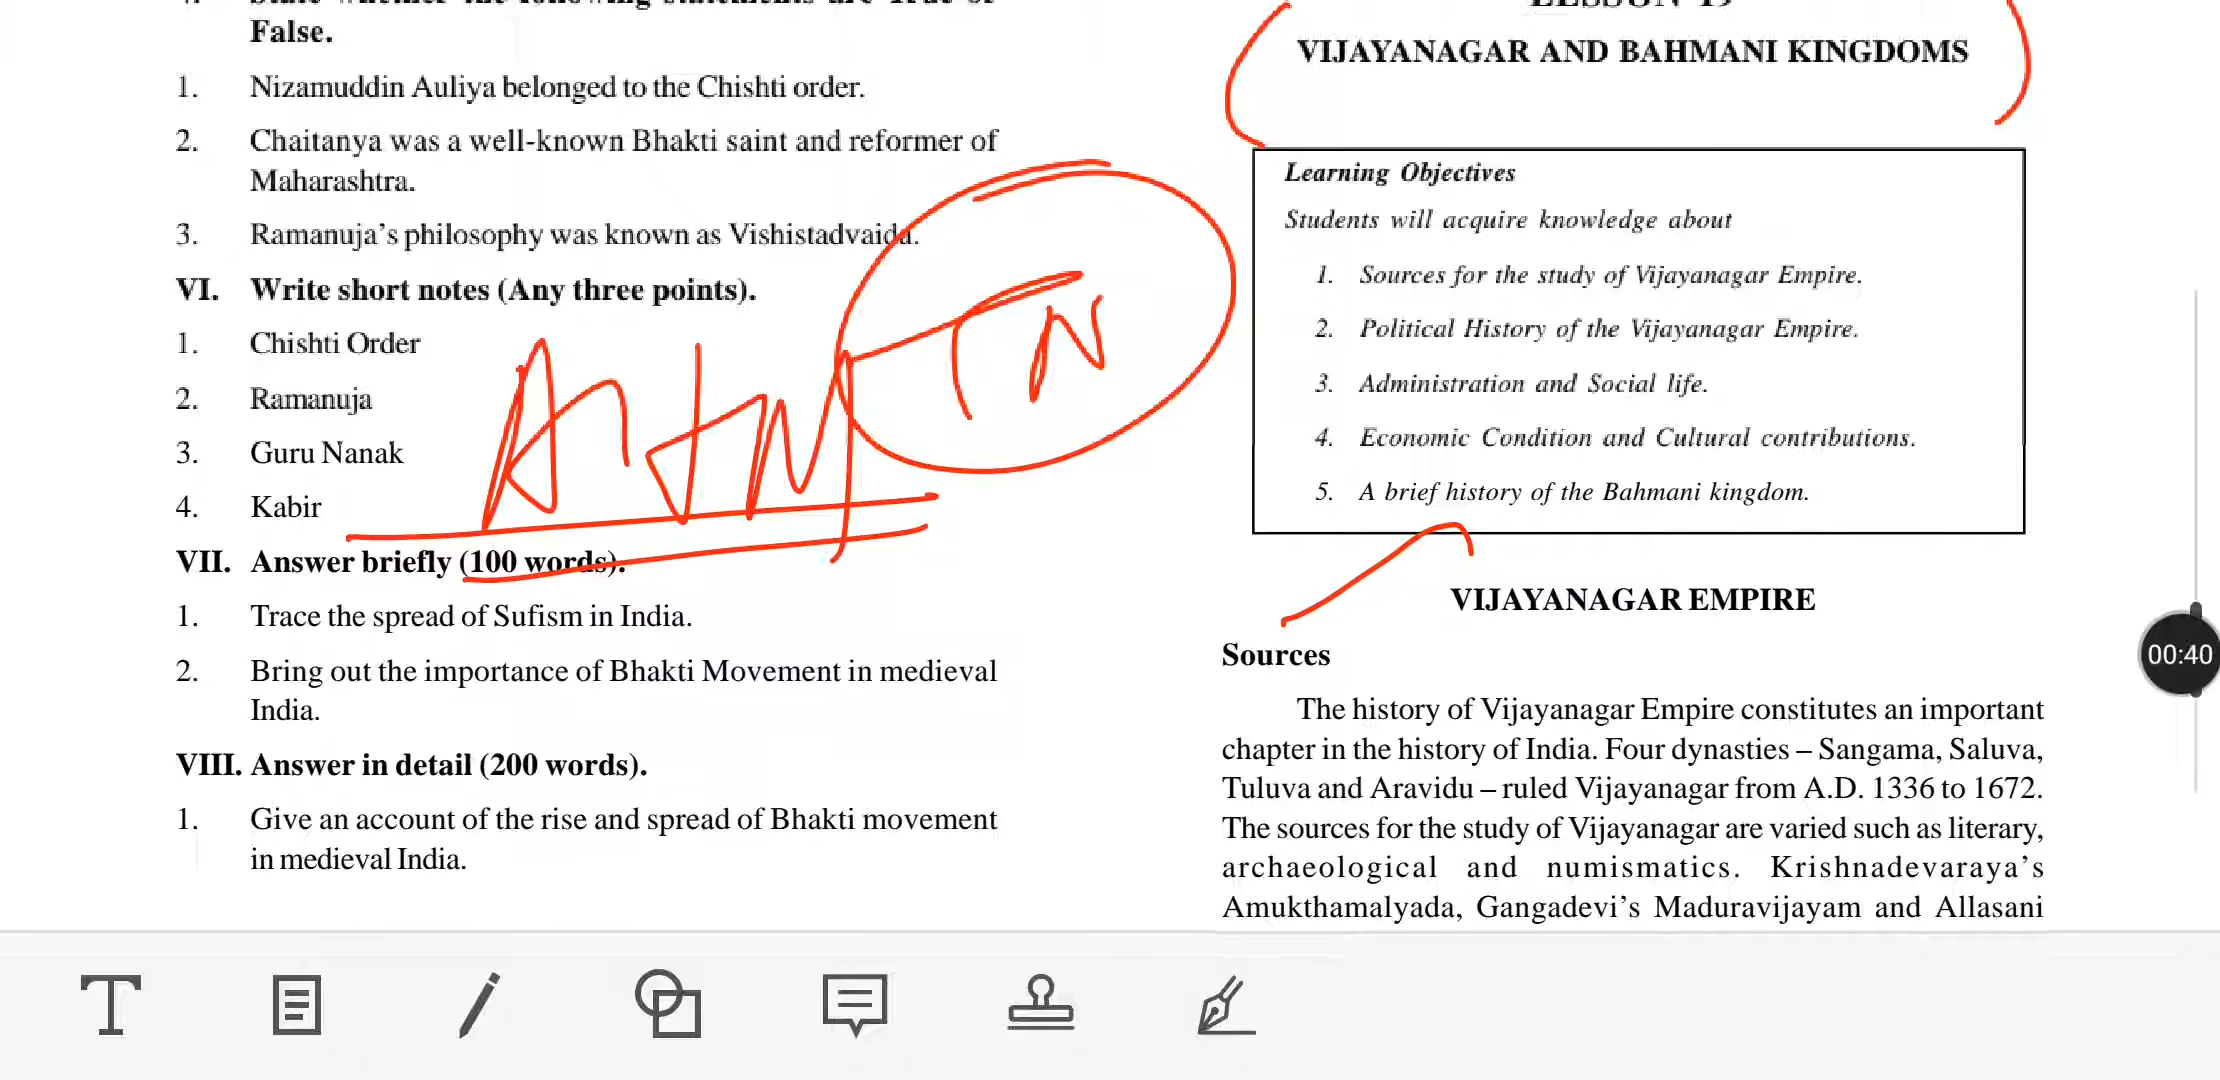 False.
1. Nizamuddin Auliya belonged to the Chishti order.
2. Chaitanya was a well-known Bhakti saint and reformer of
Maharashtra.
3. Ramanuja’s philosophy was known as Vishistadvaida.
VI. Write short notes (Any three points).
1. Chishti Order
2. Ramanuja
3. Guru Nanak
4. Kabir
VII. Answer briefly (100 words).
1. Trace the spread of Sufism in India.
2. Bring out the importance of Bhakti Movement in medieval
India.
VIII. Answer in detail (200 words).
1. Give an account of the rise and spread of Bhakti movement
in medieval India.
TN
VIJAYANAGAR AND BAHMANI KINGDOMS
Learning Objectives
Students will acquire knowledge about
1. Sources for the study of Vijayanagar Empire.
2. Political History of the Vijayanagar Empire.
3. Administration and Social life.
4. Economic Condition and Cultural contributions.
5. A brief history of the Bahmani kingdom.
VIJAYANAGAR EMPIRE
Sources
The history of Vijayanagar Empire constitutes an important
chapter in the history of India. Four dynasties – Sangama, Saluva,
Tuluva and Aravidu – ruled Vijayanagar from A.D. 1336 to 1672.
The sources for the study of Vijayanagar are varied such as literary,
archaeological and numismatics. Krishnadevaraya’s
Amukthamalyada, Gangadevi’s Maduravijayam and Allasani
00:40